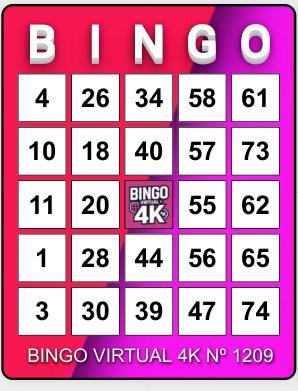 B I N G O
4 26 34 58 61
10 18 40 57 73
11 20 BINGO VIRTUAL 4K 55 62
1 28 44 56 65
3 30 39 47 74
BINGO VIRTUAL 4K Nº 1209